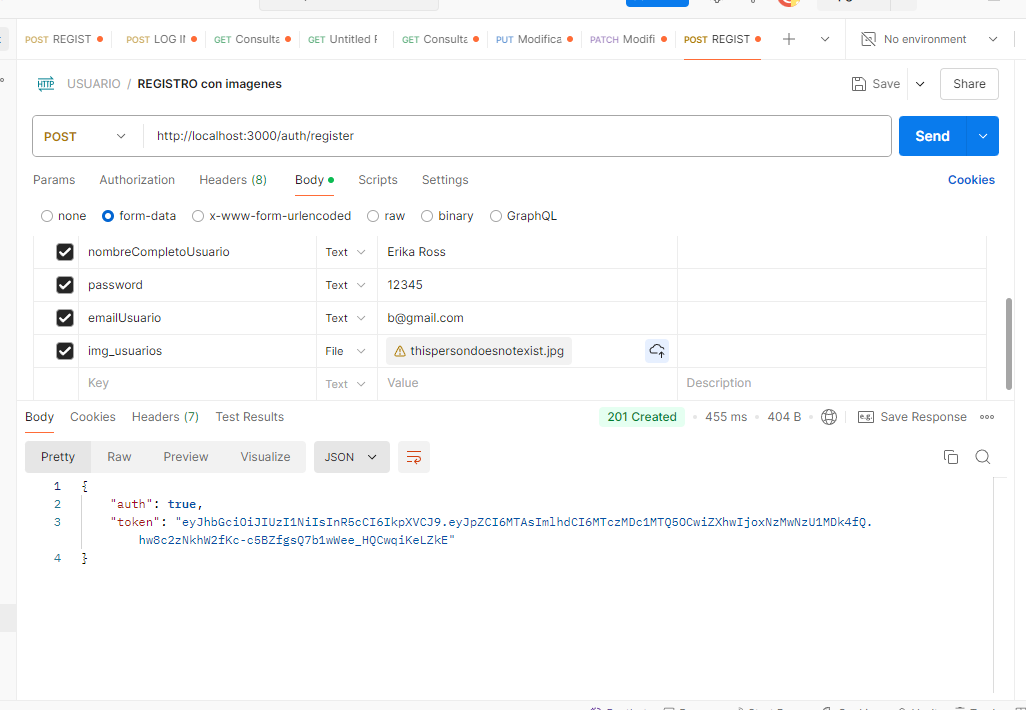 POST REGIST POST LOG IN GET Consulta GET Untitled R GET Consulta PUT Modifica PATCH Modifi POST REGIST No environment
HTTP USUARIO / REGISTRO con imagenes Save Share
POST http://localhost:3000/auth/register Send
Params Authorization Headers (8) Body Scripts Settings Cookies
none form-data x-www-form-urlencoded raw binary GraphQL
nombreCompletoUsuario Text Erika Ross
password Text 12345
emailUsuario Text b@gmail.com
img_usuarios File thispersondoesnotexist.jpg
Key Text Value Description
Body Cookies Headers (7) Test Results 201 Created 455 ms 404 B e.g. Save Response
Pretty Raw Preview Visualize JSON
1 {
2 "auth": true,
3 "token": "eyJhbGciOiJIUzI1NiIsInR5cCI6IkpXVCJ9.eyJpZCI6MTAsImlhdCI6MTczMDc1MTQ5OCwiZXhwIjoxNzMwNzU1MDk4fQ.
hw8c2zNkhW2fKc-c5BZfgsQ7b1wWee_HQCwqiKeLZkE"
4 }